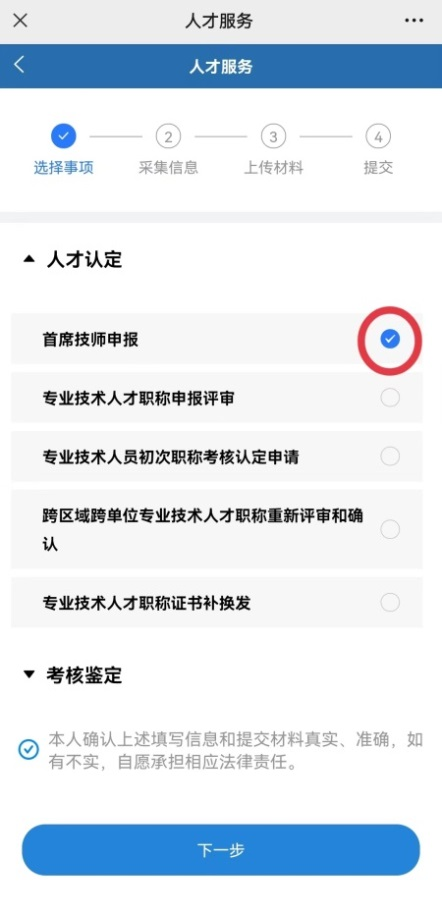 人才服务
人才服务
2
3
4
选择事项
采集信息
上传材料
提交
人才认定
首席技师申报
专业技术人才职称申报评审
专业技术人员初次职称考核认定申请
跨区域跨单位专业技术人才职称重新评审和确
认
专业技术人才职称证书补换发
考核鉴定
本人确认上述填写信息和提交材料真实、准确，如
有不实，自愿承担相应法律责任。
下一步